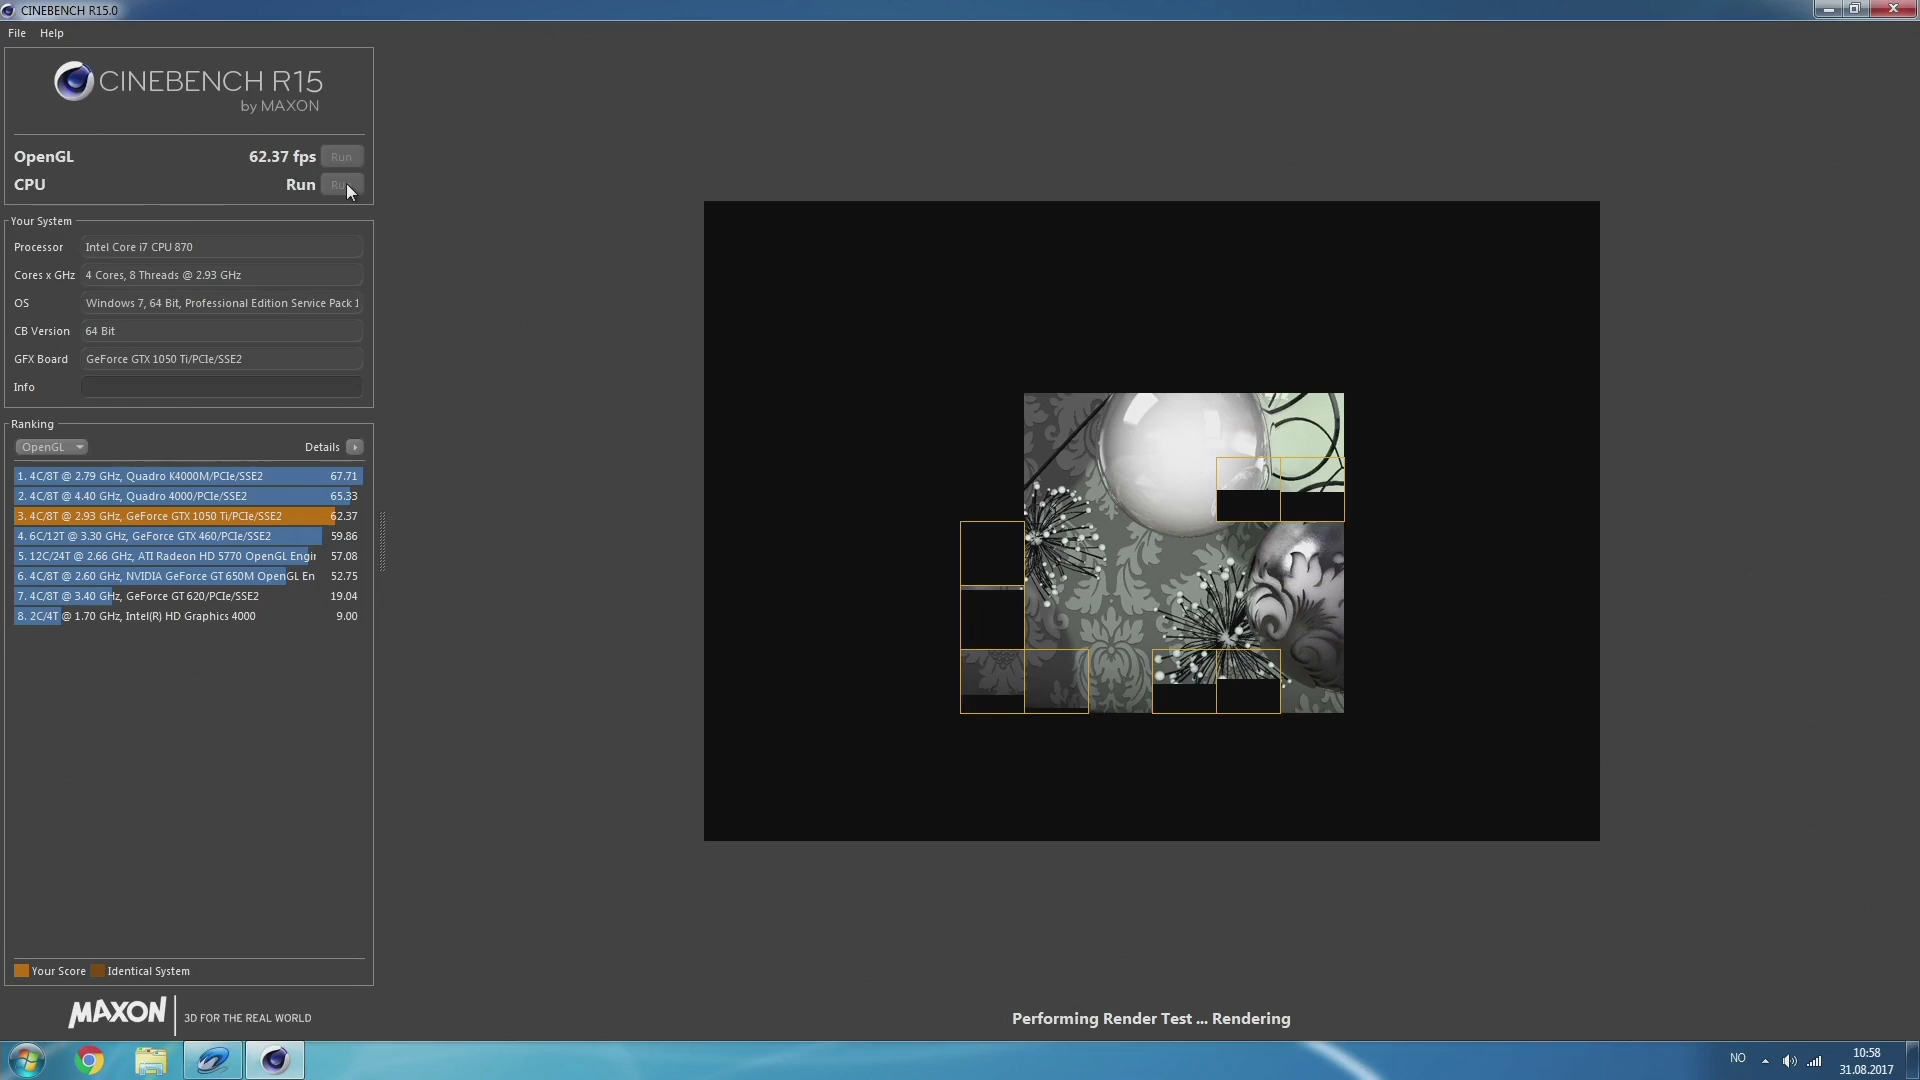 CINEBENCH R15.0
File Help
CINEBENCH R15
by MAXON
OpenGL 62.37 fps Run
CPU Run
Your System
Processor Intel Core i7 CPU 870
Cores x GHz 4 Cores, 8 Threads @ 2.93 GHz
OS Windows 7, 64 Bit, Professional Edition Service Pack 1
CB Version 64 Bit
GFX Board GeForce GTX 1050 Ti/PCIe/SSE2
Info
Ranking
OpenGL Details
1. 4C/8T @ 2.79 GHz, Quadro K4000M/PCIe/SSE2 67.71
2. 4C/8T @ 4.40 GHz, Quadro 4000/PCIe/SSE2 65.33
3. 4C/8T @ 2.93 GHz, GeForce GTX 1050 Ti/PCIe/SSE2 62.37
4. 6C/12T @ 3.30 GHz, GeForce GTX 460/PCIe/SSE2 59.86
5. 12C/24T @ 2.66 GHz, ATI Radeon HD 5770 OpenGL Engi 57.08
6. 4C/8T @ 2.60 GHz, NVIDIA GeForce GT 650M OpenGL En 52.75
7. 4C/8T @ 3.40 GHz, GeForce GT 620/PCIe/SSE2 19.04
8. 2C/4T @ 1.70 GHz, Intel(R) HD Graphics 4000 9.00
Your Score Identical System
MAXON 3D FOR THE REAL WORLD
Performing Render Test ... Rendering
NO 10:58
31.08.2017